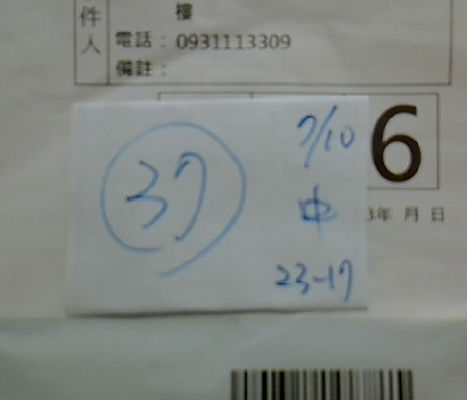 件人
樓
電話：0931113309
備註：
6
3年 月 日
37
7/10
中
23-17